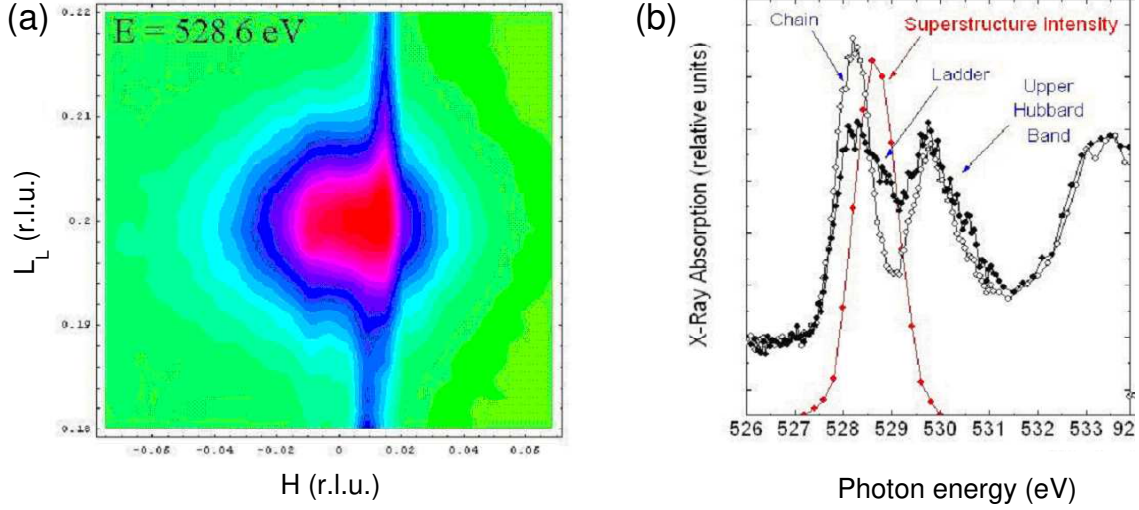 (a)
E = 528.6 eV
0.22
0.21
0.2
0.19
0.18
L_L (r.l.u.)
-0.06 -0.04 -0.02 0 0.02 0.04 0.06
H (r.l.u.)
(b)
Chain
Superstructure Intensity
Ladder
Upper
Hubbard
Band
X-Ray Absorption (relative units)
526 527 528 529 530 531 532 533 92
Photon energy (eV)